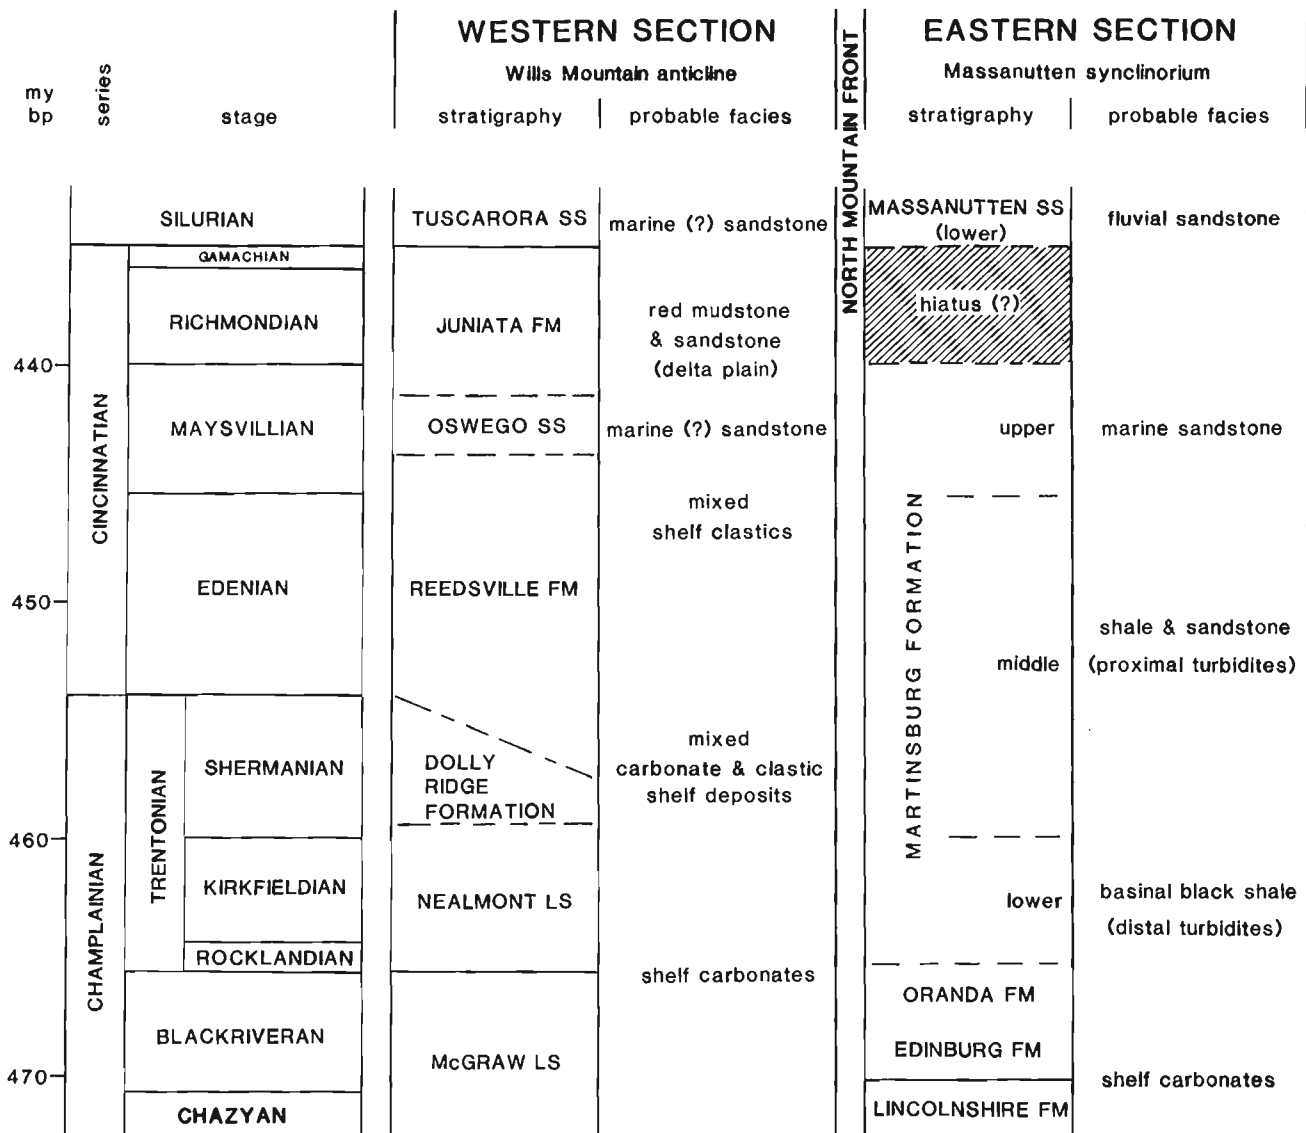 WESTERN SECTION
Wills Mountain anticline
NORTH MOUNTAIN FRONT
EASTERN SECTION
Massanutten synclinorium
my
bp
series
stage
stratigraphy
probable facies
stratigraphy
probable facies
SILURIAN
TUSCARORA SS
marine (?) sandstone
MASSANUTTEN SS
(lower)
fluvial sandstone
GAMACHIAN
hiatus (?)
RICHMONDIAN
JUNIATA FM
red mudstone
& sandstone
(delta plain)
440
CINCINNATIAN
MAYSVILLIAN
OSWEGO SS
marine (?) sandstone
upper
marine sandstone
mixed
shelf clastics
EDENIAN
REEDSVILLE FM
450
MARTINSBURG FORMATION
middle
shale & sandstone
(proximal turbidites)
CHAMPLAINIAN
TRENTONIAN
SHERMANIAN
DOLLY
RIDGE
FORMATION
mixed
carbonate & clastic
shelf deposits
460
KIRKFIELDIAN
NEALMONT LS
lower
basinal black shale
(distal turbidites)
ROCKLANDIAN
shelf carbonates
ORANDA FM
BLACKRIVERAN
McGRAW LS
EDINBURG FM
470
shelf carbonates
CHAZYAN
LINCOLNSHIRE FM